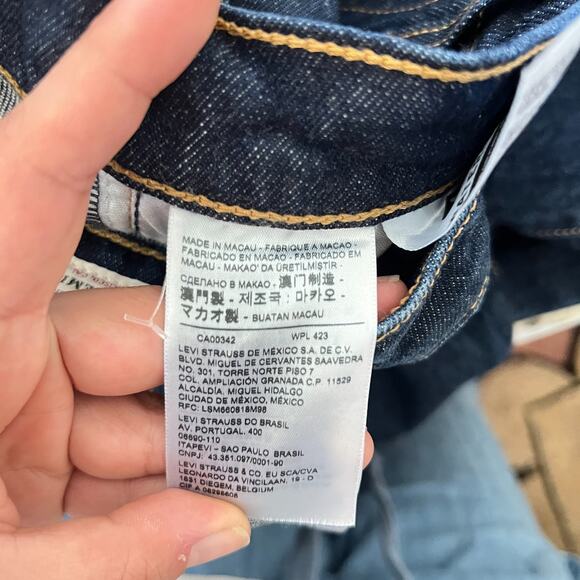 MADE IN MACAU - FABRIQUE A MACAO -
FABRICADO EN MACAO - FABRICADO EM
MACAU - MAKAO DA ÜRETILMIŞTIR -
СДЕЛАНО В МАКАО - 澳门制造 -
澳門製 - 제조국 : 마카오 -
マカオ製 - BUATAN MACAU
CA00342 WPL 423
LEVI STRAUSS DE MÉXICO S.A. DE C.V.
BLVD. MIGUEL DE CERVANTES SAAVEDRA
NO. 301, TORRE NORTE PISO 7
COL. AMPLIACIÓN GRANADA C.P. 11529
ALCALDÍA, MIGUEL HIDALGO
CIUDAD DE MÉXICO, MÉXICO
RFC: LSM660618M98
LEVI STRAUSS DO BRASIL
AV. PORTUGAL, 400
06690-110
ITAPEVI - SAO PAULO BRASIL
CNPJ: 43.351.097/0001-90
LEVI STRAUSS & CO. EU SCA/CVA
LEONARDO DA VINCILAAN, 19 - D
1831 DIEGEM, BELGIUM